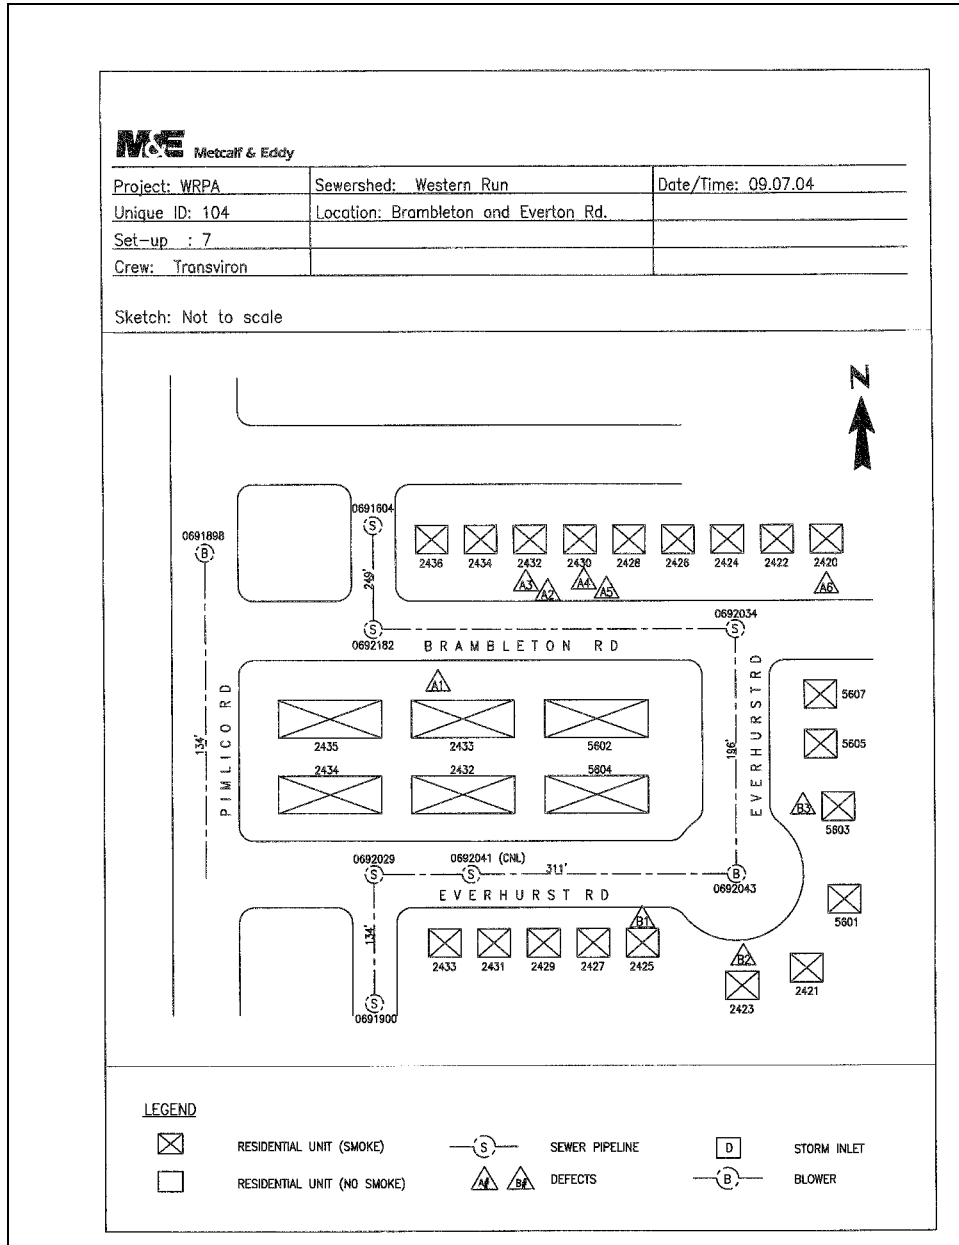 M&E Metcalf & Eddy
Project: WRPA Sewershed: Western Run Date/Time: 09.07.04
Unique ID: 104 Location: Brambleton and Everton Rd.
Set-up : 7
Crew: Transviron
Sketch: Not to scale
N
0691604
0691898
S
B
2436 2434 2432 2430 2428 2426 2424 2422 2420
249'
A3 A2 A4 A5 A6
0692034
S
S
0692182
BRAMBLETON RD
A1
PIMLICO RD
134'
EVERHURST RD
196'
2435 2433 5602
2434 2432 5604
5607
5605
B3
5603
0692029 0692041 (CNL)
S S 311' B
0692043
EVERHURST RD
5601
134'
B1
B2
2433 2431 2429 2427 2425
2421
2423
S
0691900
LEGEND
RESIDENTIAL UNIT (SMOKE) S SEWER PIPELINE D STORM INLET
RESIDENTIAL UNIT (NO SMOKE) A# B# DEFECTS B BLOWER